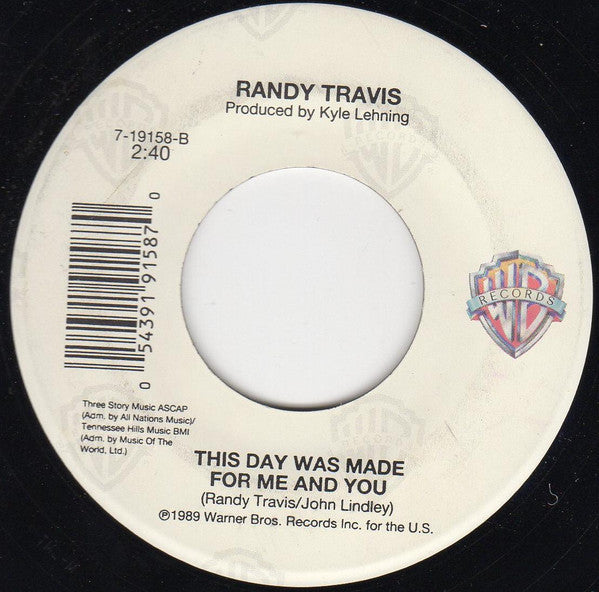 RANDY TRAVIS
Produced by Kyle Lehning
7-19158-B
2:40
0 54391 91587 0
WB
RECORDS
Three Story Music ASCAP
(Adm. by All Nations Music)/
Tennessee Hills Music BMI
(Adm. by Music Of The
World, Ltd.)
THIS DAY WAS MADE
FOR ME AND YOU
(Randy Travis/John Lindley)
℗1989 Warner Bros. Records Inc. for the U.S.